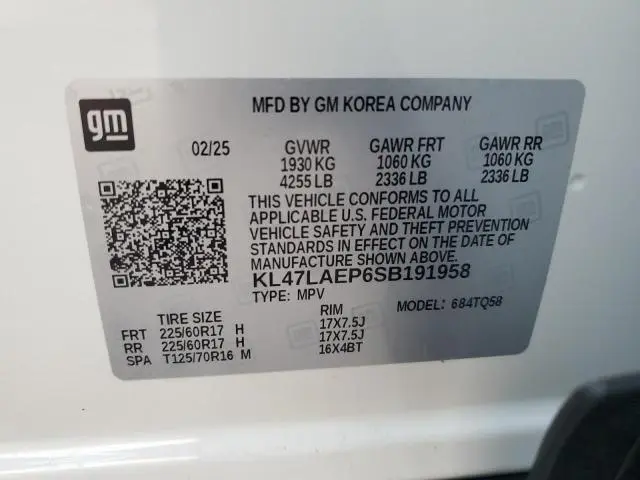 gm
MFD BY GM KOREA COMPANY
02/25 GVWR GAWR FRT GAWR RR
1930 KG 1060 KG 1060 KG
4255 LB 2336 LB 2336 LB
THIS VEHICLE CONFORMS TO ALL
APPLICABLE U.S. FEDERAL MOTOR
VEHICLE SAFETY AND THEFT PREVENTION
STANDARDS IN EFFECT ON THE DATE OF
MANUFACTURE SHOWN ABOVE.
KL47LAEP6SB191958
TYPE: MPV MODEL: 684TQ58
TIRE SIZE RIM
FRT 225/60R17 H 17X7.5J
RR 225/60R17 H 17X7.5J
SPA T125/70R16 M 16X4BT